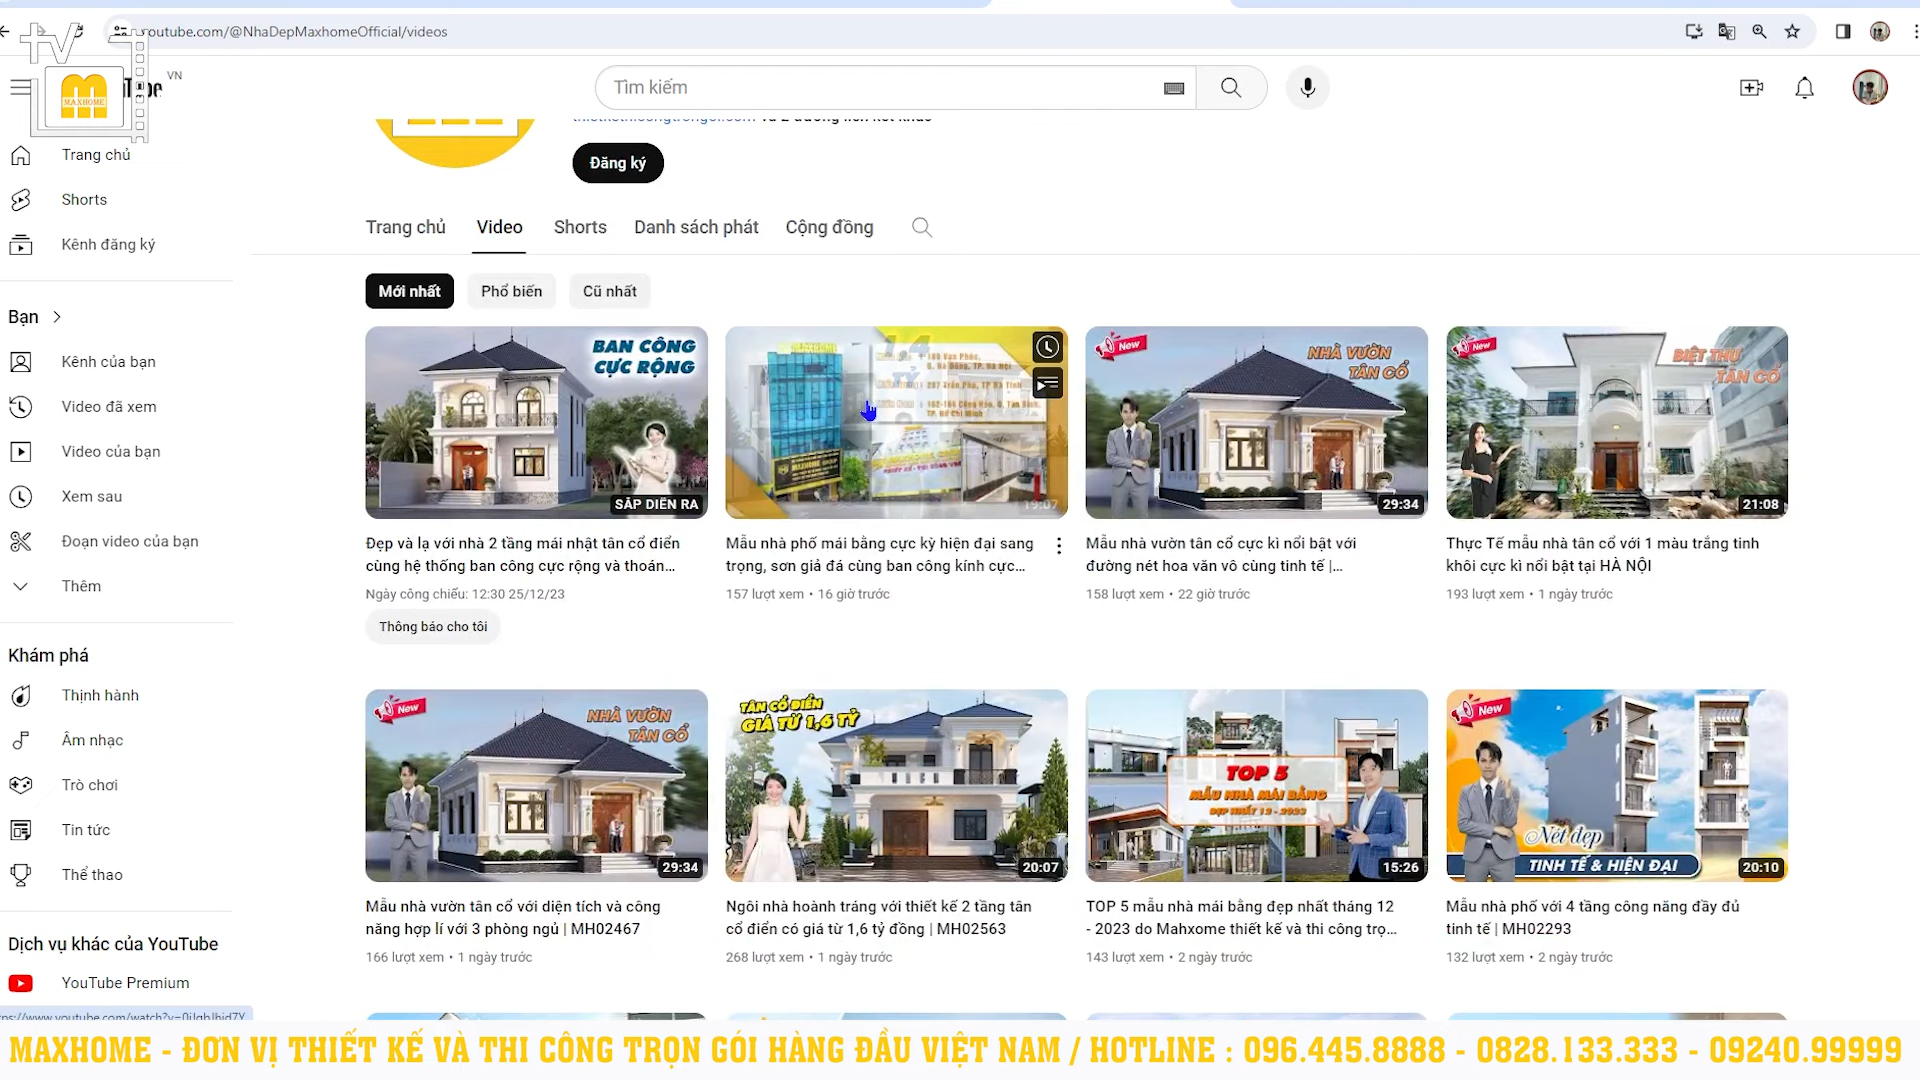 youtube.com/@NhaDepMaxhomeOfficial/videos
tv
MAXHOME
VN
Tìm kiếm
Đăng ký
Trang chủ
Shorts
Kênh đăng ký
Bạn
Kênh của bạn
Video đã xem
Video của bạn
Xem sau
Đoạn video của bạn
Thêm
Khám phá
Thịnh hành
Âm nhạc
Trò chơi
Tin tức
Thể thao
Dịch vụ khác của YouTube
YouTube Premium
Trang chủ Video Shorts Danh sách phát Cộng đồng
Mới nhất Phổ biến Cũ nhất
BAN CÔNG
CỰC RỘNG
SẮP DIỄN RA
Đẹp và lạ với nhà 2 tầng mái nhật tân cổ điển
cùng hệ thống ban công cực rộng và thoán...
Ngày công chiếu: 12:30 25/12/23
Thông báo cho tôi
19:07
Mẫu nhà phố mái bằng cực kỳ hiện đại sang
trọng, sơn giả đá cùng ban công kính cực...
157 lượt xem • 16 giờ trước
New
NHÀ VƯỜN
TÂN CỔ
29:34
Mẫu nhà vườn tân cổ cực kì nổi bật với
đường nét hoa văn vô cùng tinh tế |...
158 lượt xem • 22 giờ trước
New
BIỆT THỰ
TÂN CỔ
21:08
Thực Tế mẫu nhà tân cổ với 1 màu trắng tinh
khôi cực kì nổi bật tại HÀ NỘI
193 lượt xem • 1 ngày trước
New
NHÀ VƯỜN
TÂN CỔ
29:34
Mẫu nhà vườn tân cổ với diện tích và công
năng hợp lí với 3 phòng ngủ | MH02467
166 lượt xem • 1 ngày trước
TÂN CỔ ĐIỂN
GIÁ TỪ 1,6 TỶ
20:07
Ngôi nhà hoành tráng với thiết kế 2 tầng tân
cổ điển có giá từ 1,6 tỷ đồng | MH02563
268 lượt xem • 1 ngày trước
TOP 5
MẪU NHÀ MÁI BẰNG
ĐẸP NHẤT 12 - 2023
15:26
TOP 5 mẫu nhà mái bằng đẹp nhất tháng 12
- 2023 do Mahxome thiết kế và thi công trọ...
143 lượt xem • 2 ngày trước
New
Nét đẹp
TINH TẾ & HIỆN ĐẠI
20:10
Mẫu nhà phố với 4 tầng công năng đầy đủ
tinh tế | MH02293
132 lượt xem • 2 ngày trước
MAXHOME - ĐƠN VỊ THIẾT KẾ VÀ THI CÔNG TRỌN GÓI HÀNG ĐẦU VIỆT NAM / HOTLINE : 096.445.8888 - 0828.133.333 - 09240.99999